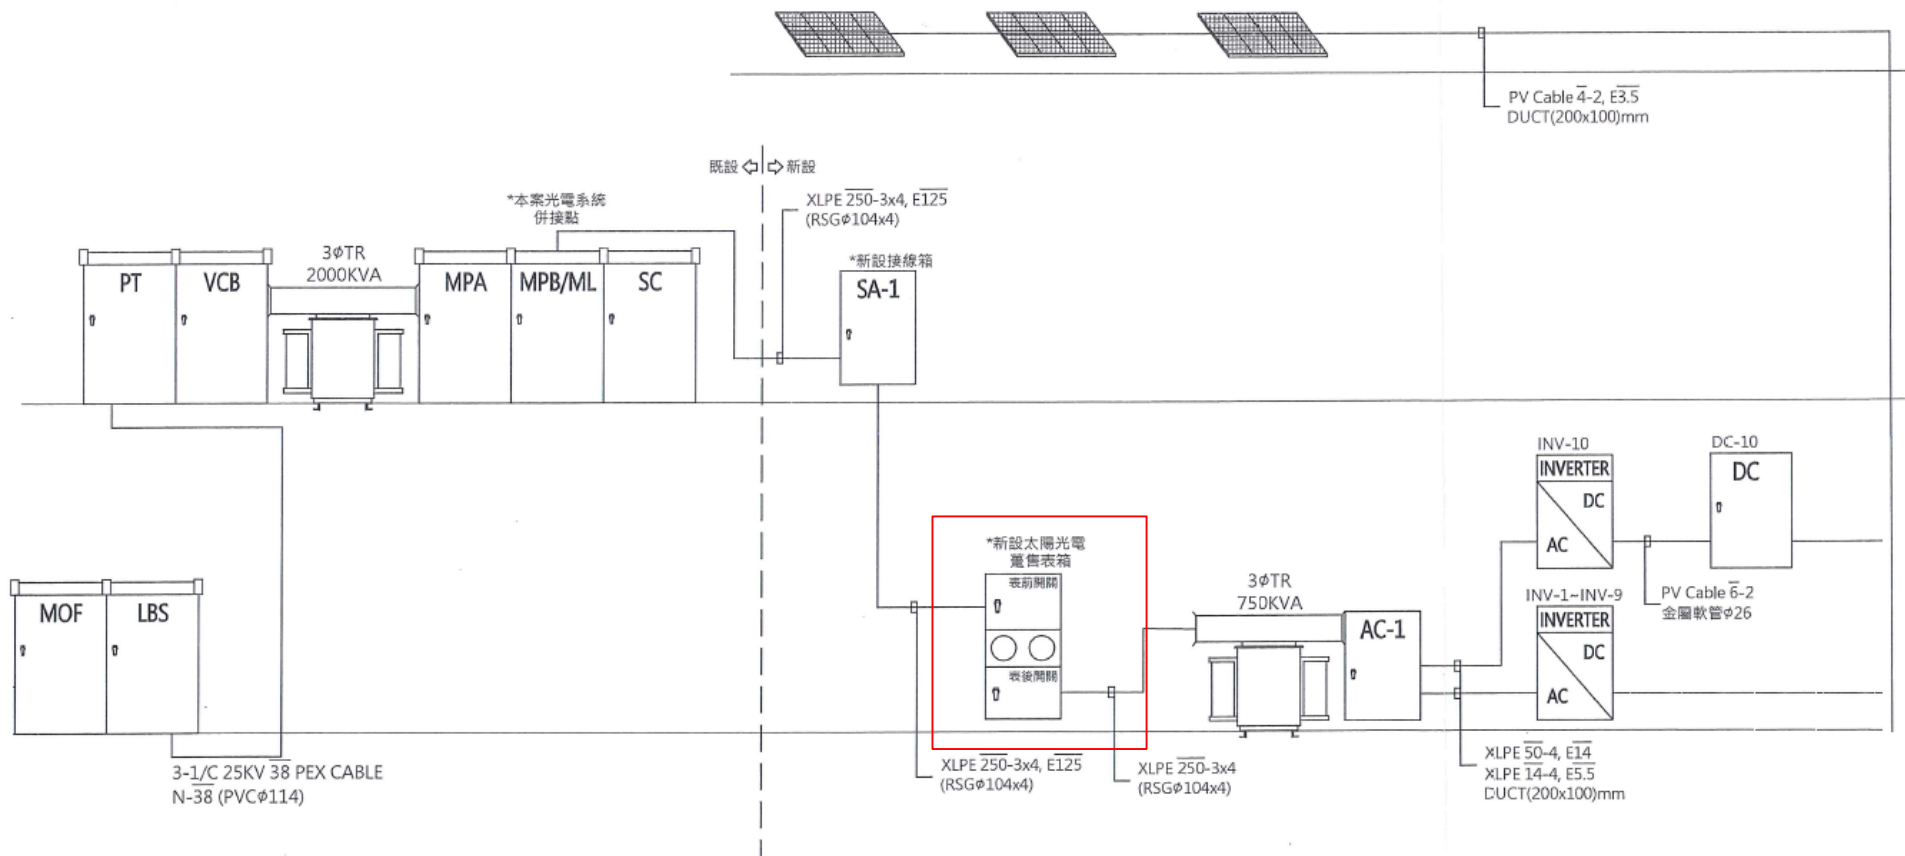 PV Cable 4-2, E3.5
DUCT(200x100)mm
既設 新設
*本案光電系統
併接點
XLPE 250-3x4, E125
(RSGϕ104x4)
3ϕTR
2000KVA
*新設接線箱
PT
VCB
MPA
MPB/ML
SC
SA-1
INV-10
DC-10
INVERTER
DC
AC
DC
*新設太陽光電
躉售表箱
表前開關
表後開關
3ϕTR
750KVA
AC-1
INV-1~INV-9
INVERTER
DC
AC
PV Cable 6-2
金屬軟管ϕ26
MOF
LBS
3-1/C 25KV 38 PEX CABLE
N-38 (PVCϕ114)
XLPE 250-3x4, E125
(RSGϕ104x4)
XLPE 250-3x4
(RSGϕ104x4)
XLPE 50-4, E14
XLPE 14-4, E5.5
DUCT(200x100)mm